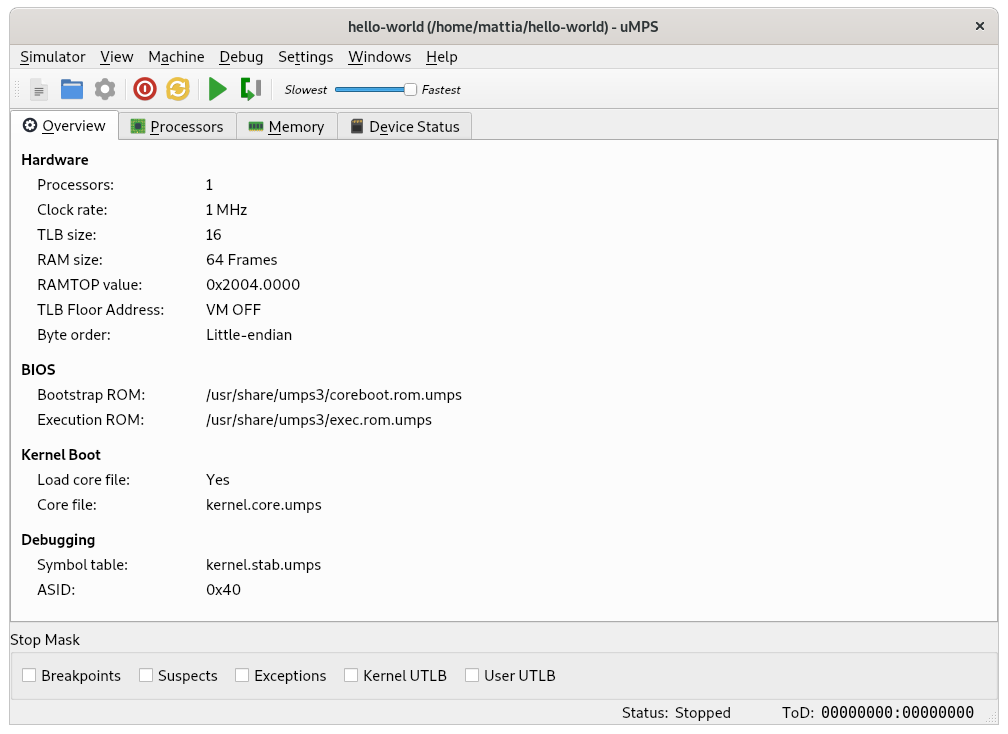 hello-world (/home/mattia/hello-world) - uMPS
Simulator View Machine Debug Settings Windows Help
Slowest Fastest
Overview Processors Memory Device Status
Hardware
Processors: 1
Clock rate: 1 MHz
TLB size: 16
RAM size: 64 Frames
RAMTOP value: 0x2004.0000
TLB Floor Address: VM OFF
Byte order: Little-endian
BIOS
Bootstrap ROM: /usr/share/umps3/coreboot.rom.umps
Execution ROM: /usr/share/umps3/exec.rom.umps
Kernel Boot
Load core file: Yes
Core file: kernel.core.umps
Debugging
Symbol table: kernel.stab.umps
ASID: 0x40
Stop Mask
Breakpoints Suspects Exceptions Kernel UTLB User UTLB
Status: Stopped ToD: 00000000:00000000